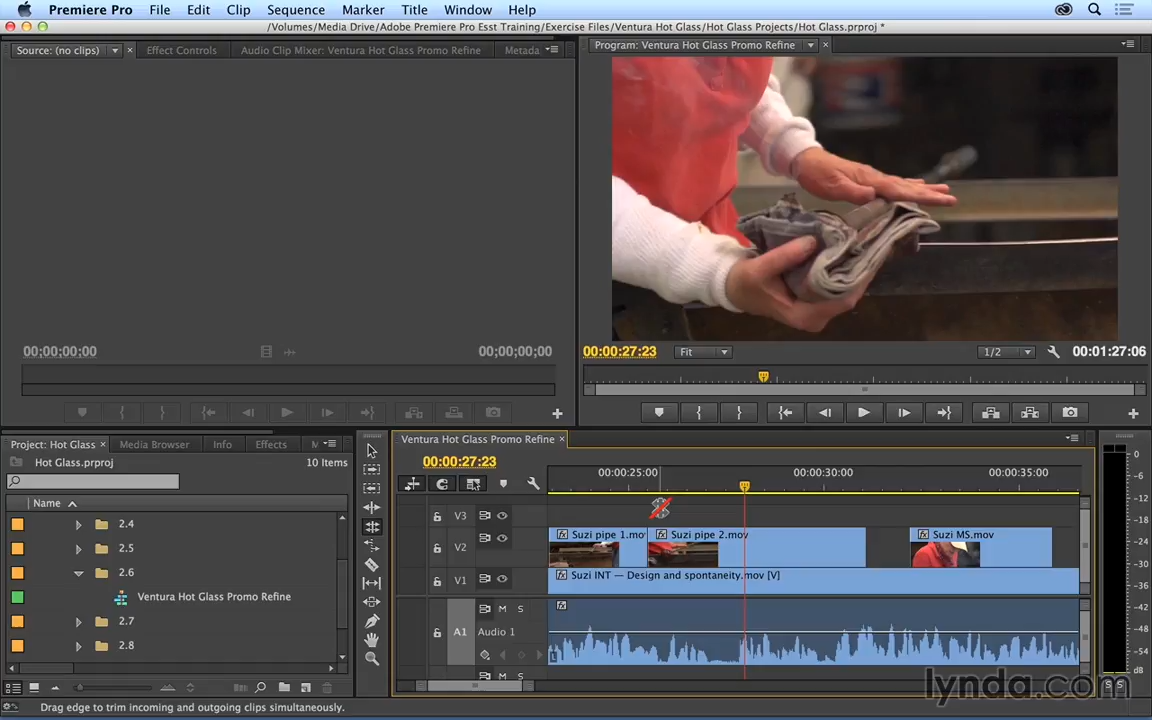 Premiere Pro File Edit Clip Sequence Marker Title Window Help
/Volumes/Media Drive/Adobe Premiere Pro Esst Training/Exercise Files/Ventura Hot Glass/Hot Glass Projects/Hot Glass.prproj *
Source: (no clips) Effect Controls Audio Clip Mixer: Ventura Hot Glass Promo Refine Metada
Program: Ventura Hot Glass Promo Refine
00;00;00;00 00;00;00;00
00:00:27:23 Fit 1/2 00:01:27:06
Project: Hot Glass Media Browser Info Effects M
Hot Glass.prproj 10 Items
Name
2.4
2.5
2.6
Ventura Hot Glass Promo Refine
2.7
2.8
Ventura Hot Glass Promo Refine
00:00:27:23
00:00:25:00 00:00:30:00 00:00:35:00
V3
V2 fx Suzi pipe 1.mov fx Suzi pipe 2.mov fx Suzi MS.mov
V1 fx Suzi INT — Design and spontaneity.mov [V]
M S fx
A1 Audio 1
L
M S
0
-6
-12
-18
-24
-30
-36
-42
-48
-54
dB
S S
lynda.com
Drag edge to trim incoming and outgoing clips simultaneously.